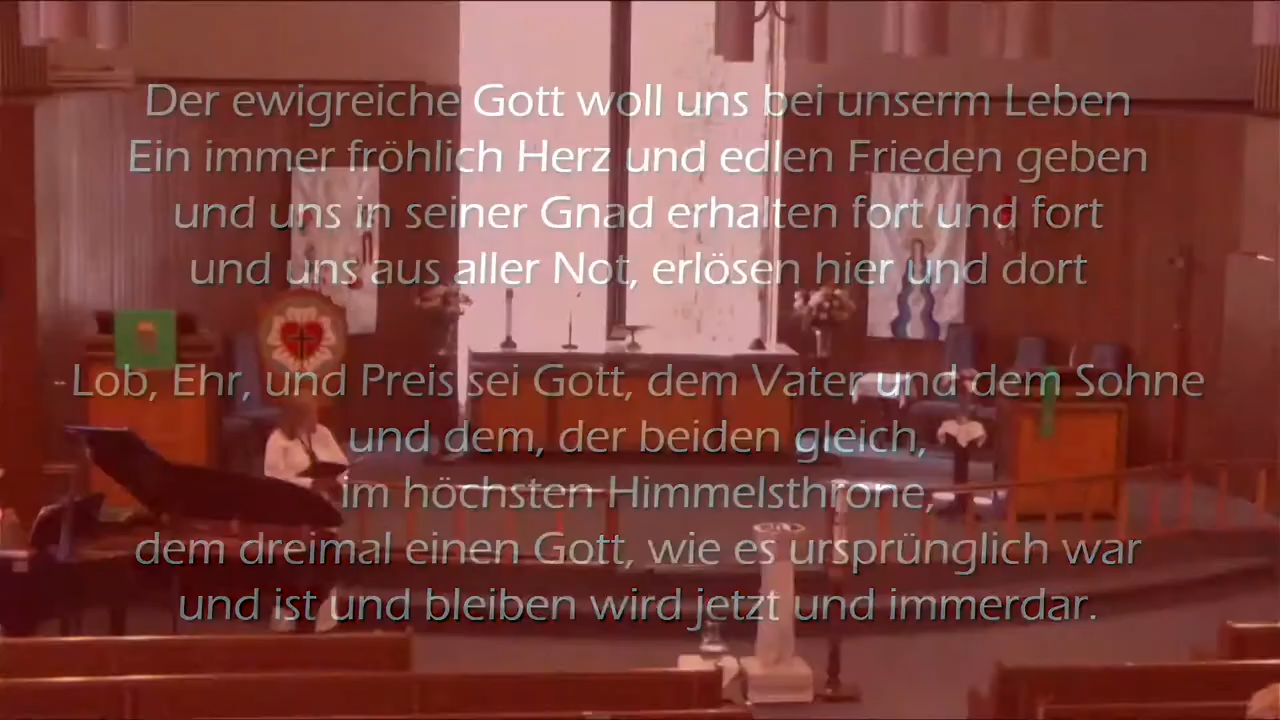 Der ewigreiche Gott woll uns bei unserm Leben
Ein immer fröhlich Herz und edlen Frieden geben
und uns in seiner Gnad erhalten fort und fort
und uns aus aller Not, erlösen hier und dort
Lob, Ehr, und Preis sei Gott, dem Vater, und dem Sohne
und dem, der beiden gleich,
im höchsten Himmelsthrone,
dem dreimal einen Gott, wie es ursprünglich war
und ist und bleiben wird jetzt und immerdar.